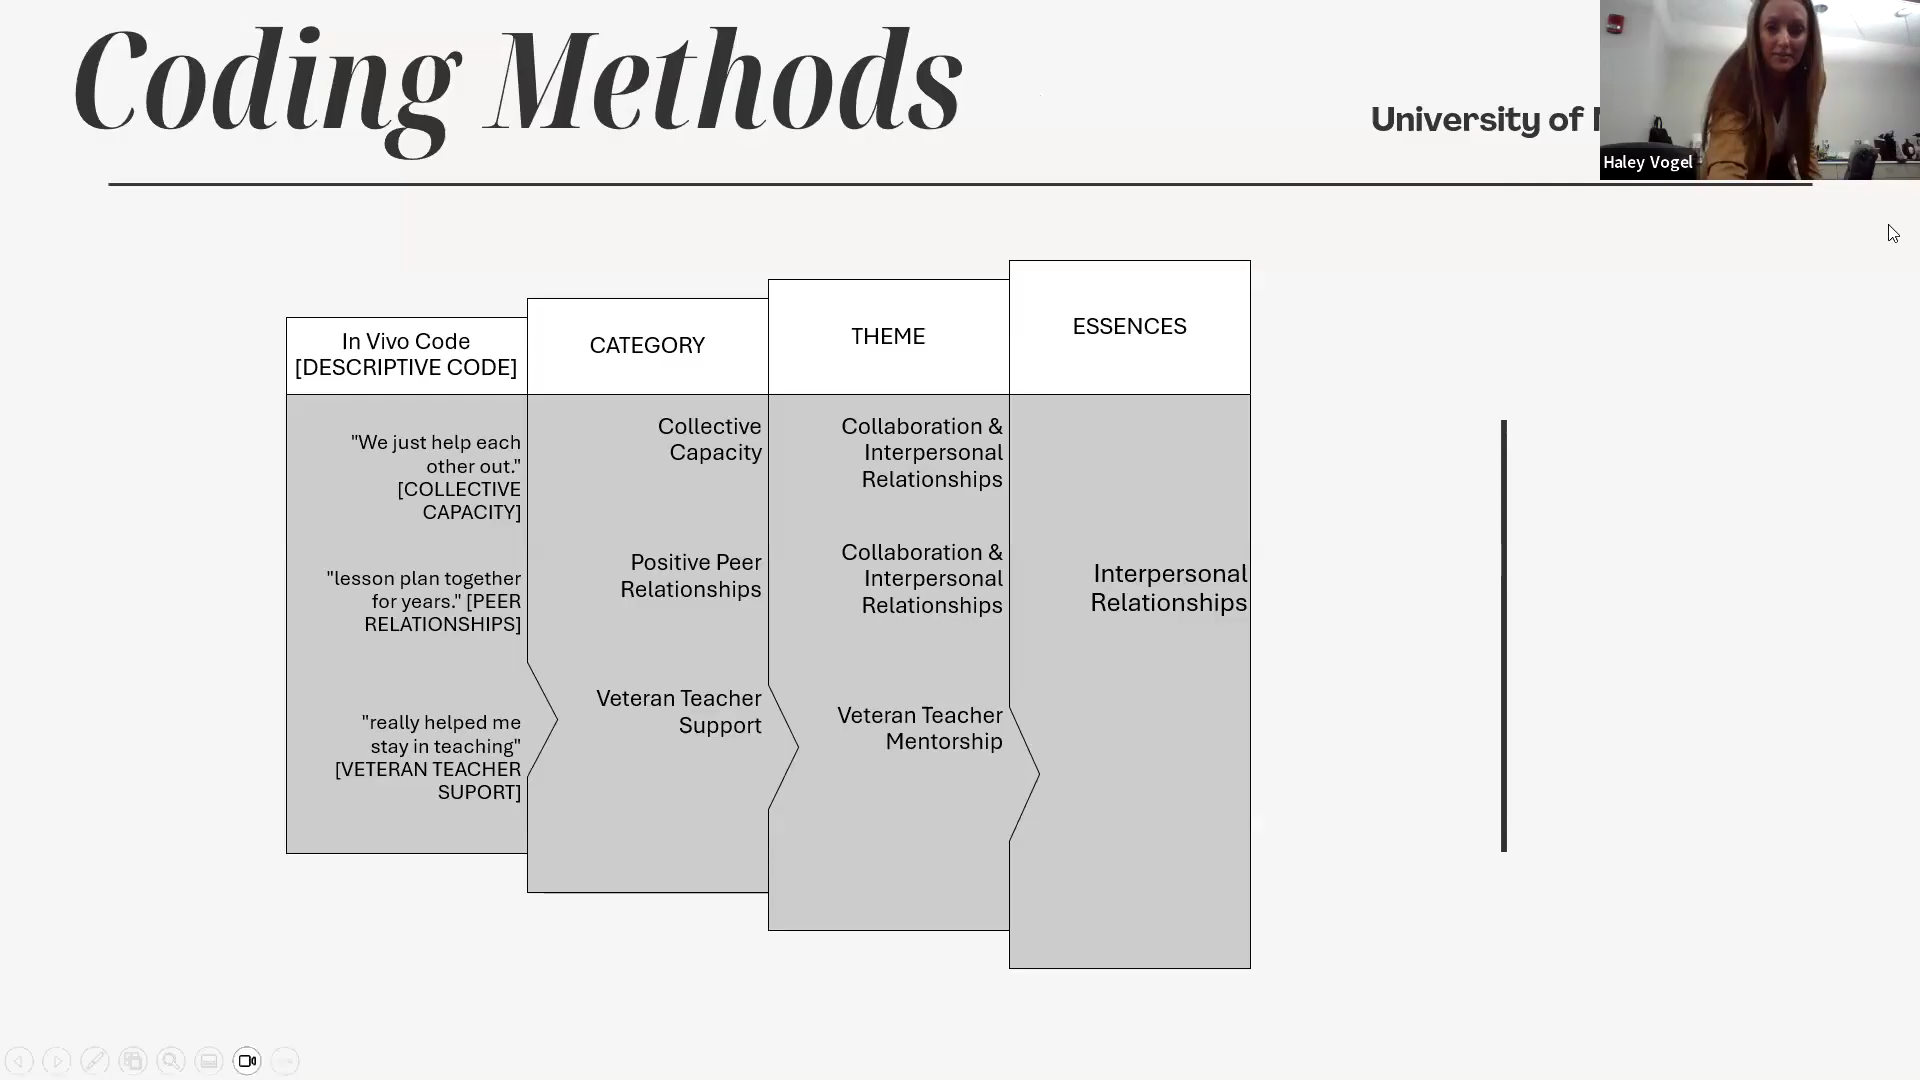 Coding Methods
University of
Haley Vogel
In Vivo Code
[DESCRIPTIVE CODE]
CATEGORY
THEME
ESSENCES
"We just help each
other out."
[COLLECTIVE
CAPACITY]
"lesson plan together
for years." [PEER
RELATIONSHIPS]
"really helped me
stay in teaching"
[VETERAN TEACHER
SUPORT]
Collective
Capacity
Positive Peer
Relationships
Veteran Teacher
Support
Collaboration &
Interpersonal
Relationships
Collaboration &
Interpersonal
Relationships
Veteran Teacher
Mentorship
Interpersonal
Relationships